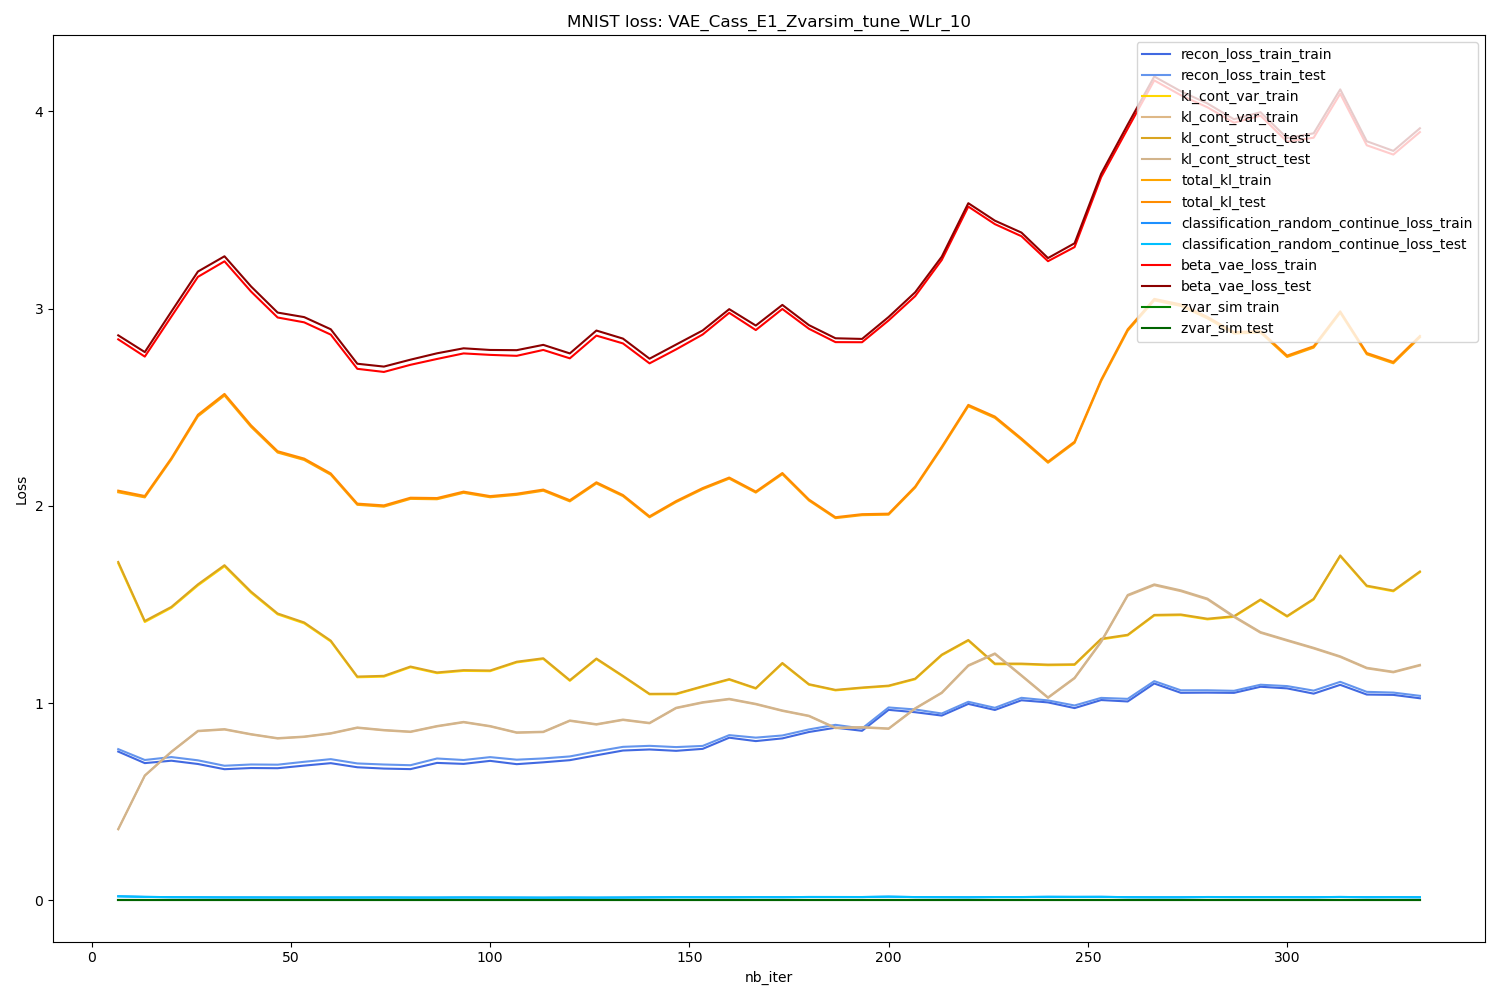 MNIST loss: VAE_Cass_E1_Zvarsim_tune_WLr_10
recon_loss_train_train
recon_loss_train_test
kl_cont_var_train
kl_cont_var_train
kl_cont_struct_test
kl_cont_struct_test
total_kl_train
total_kl_test
classification_random_continue_loss_train
classification_random_continue_loss_test
beta_vae_loss_train
beta_vae_loss_test
zvar_sim train
zvar_sim test
4
3
2
1
0
Loss
0
50
100
150
200
250
300
nb_iter